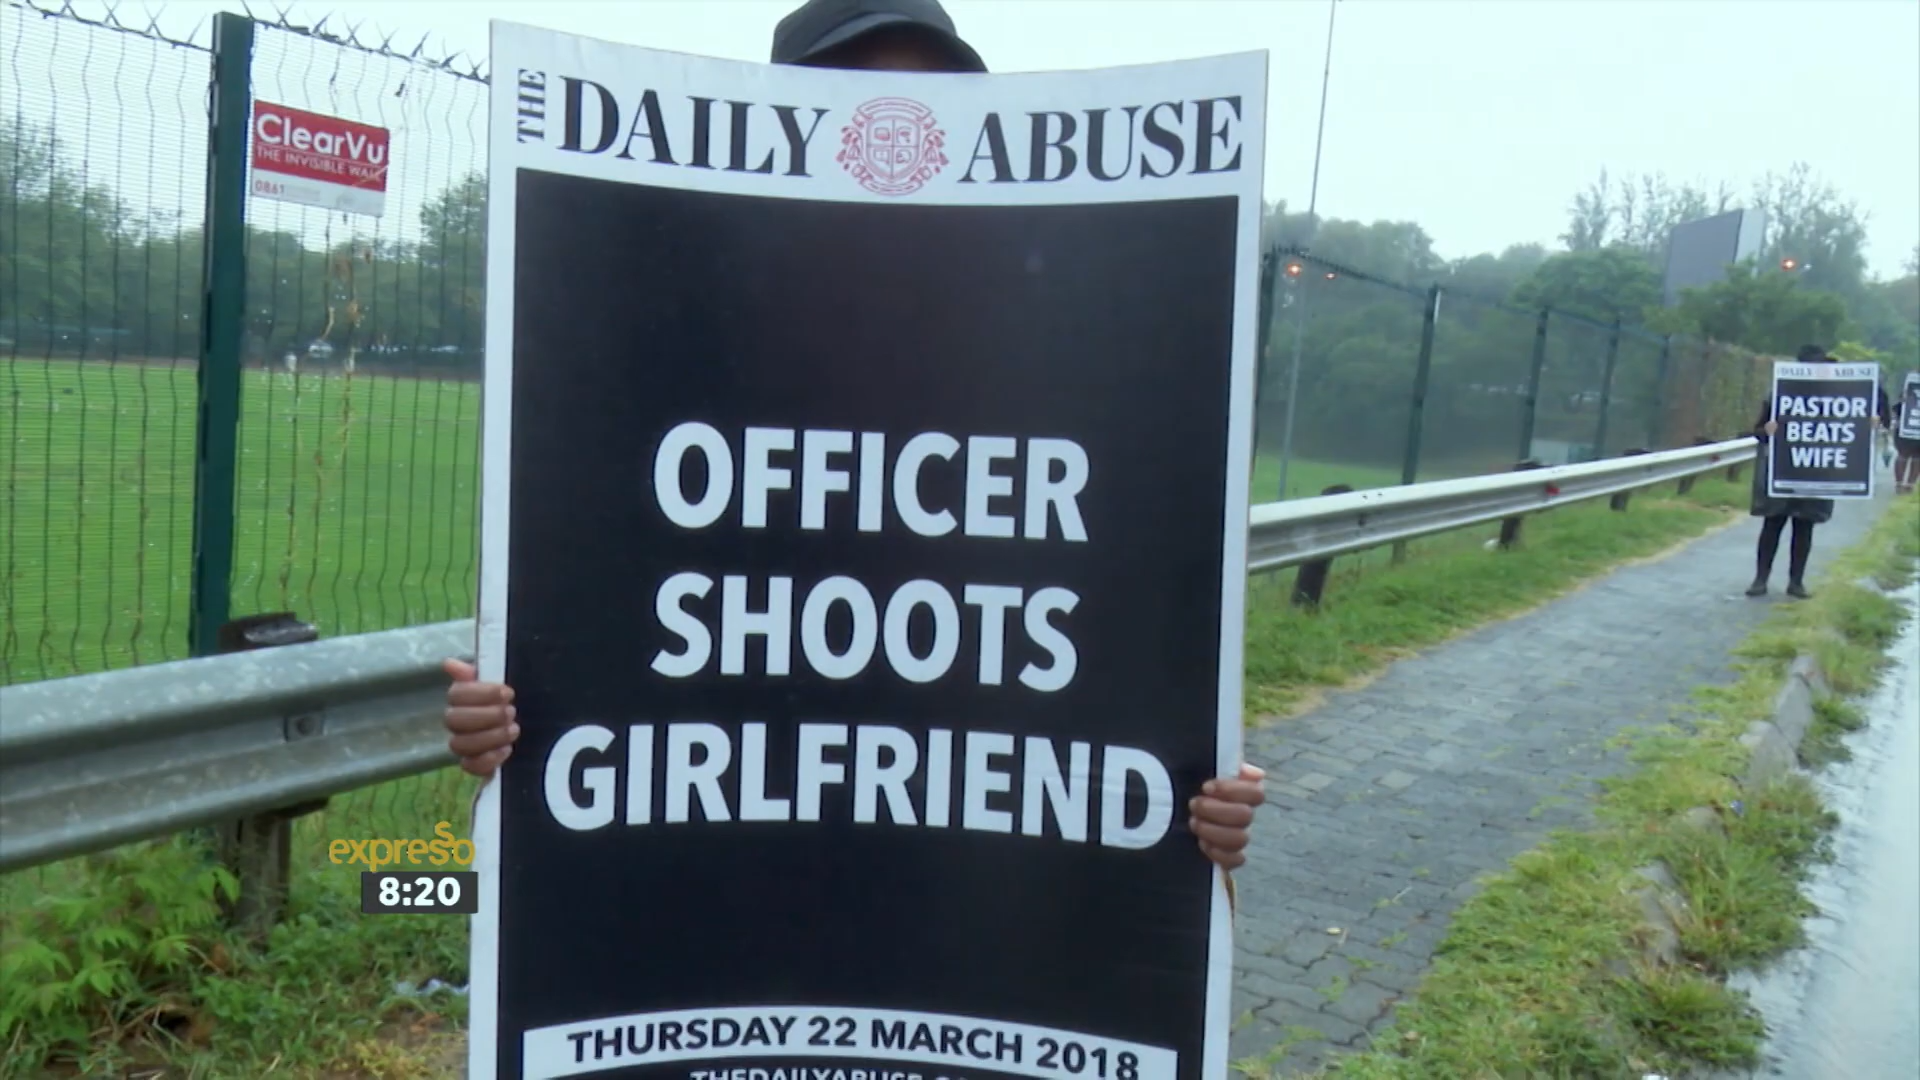 ClearVu
THE INVISIBLE WALL
0861
THE DAILY ABUSE
OFFICER
SHOOTS
GIRLFRIEND
THURSDAY 22 MARCH 2018
DAILY ABUSE
PASTOR
BEATS
WIFE
expresso
8:20